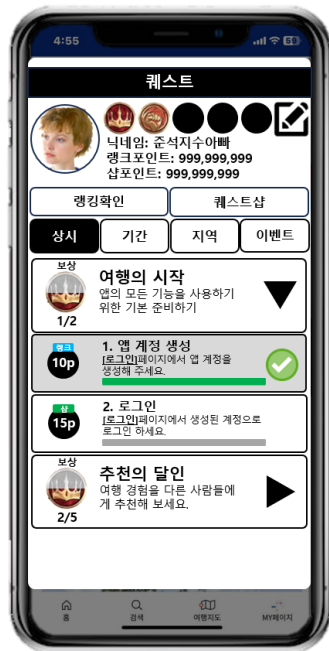 4:55
59
퀘스트
닉네임: 준석지수아빠
랭크포인트: 999,999,999
샵포인트: 999,999,999
랭킹확인
퀘스트샵
상시
기간
지역
이벤트
보상
여행의 시작
앱의 모든 기능을 사용하기
위한 기본 준비하기
1/2
랭크
10p
1. 앱 계정 생성
[로그인]페이지에서 앱 계정을
생성해 주세요.
샵
15p
2. 로그인
[로그인]페이지에서 생성된 계정으로
로그인 하세요.
보상
추천의 달인
여행 경험을 다른 사람들에
게 추천해 보세요.
2/5
홈
검색
여행지도
MY페이지